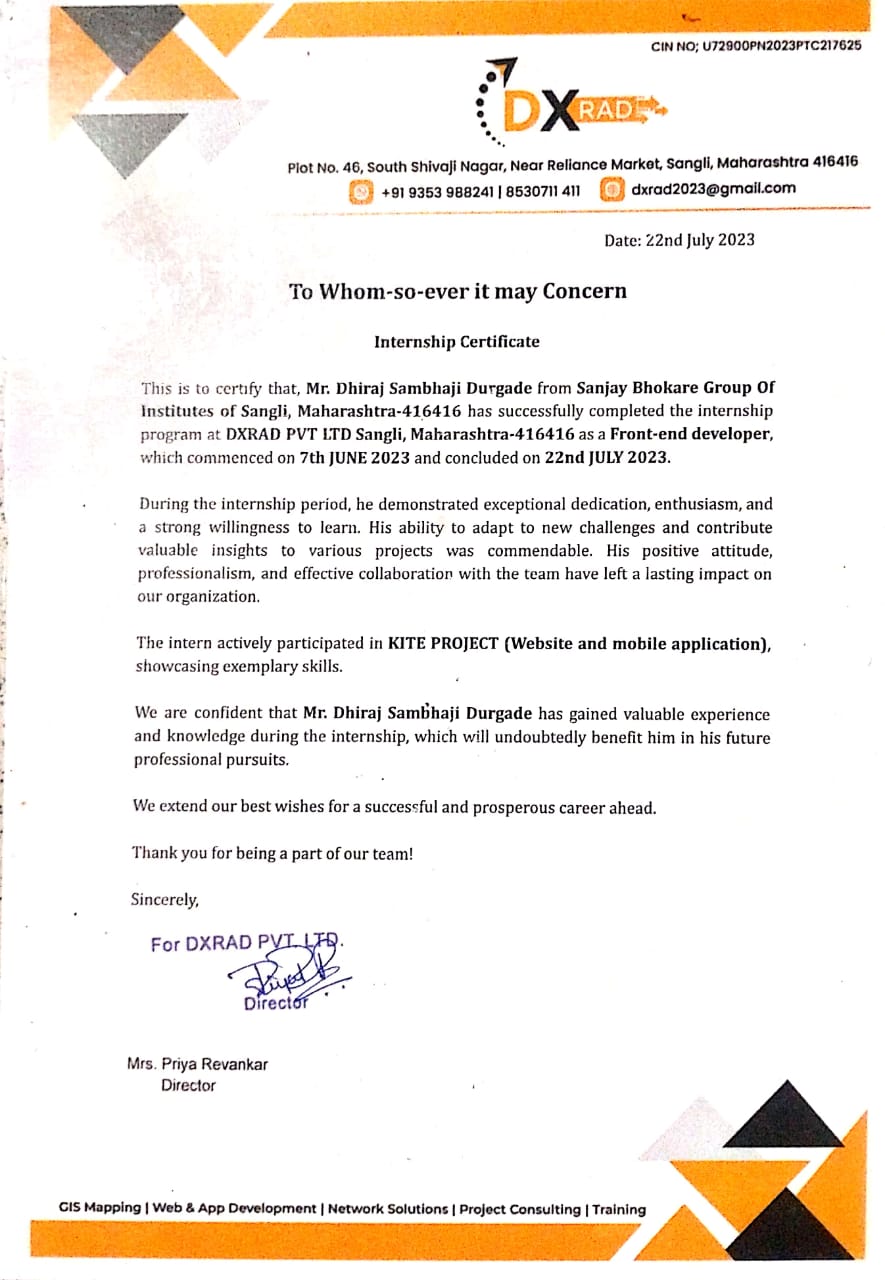 CIN NO; U72900PN2023PTC217625
DXRAD
Plot No. 46, South Shivaji Nagar, Near Reliance Market, Sangli, Maharashtra 416416
+91 9353 988241 | 8530711 411 dxrad2023@gmail.com
Date: 22nd July 2023
To Whom-so-ever it may Concern
Internship Certificate
This is to certify that, Mr. Dhiraj Sambhaji Durgade from Sanjay Bhokare Group Of
Institutes of Sangli, Maharashtra-416416 has successfully completed the internship
program at DXRAD PVT LTD Sangli, Maharashtra-416416 as a Front-end developer,
which commenced on 7th JUNE 2023 and concluded on 22nd JULY 2023.
During the internship period, he demonstrated exceptional dedication, enthusiasm, and
a strong willingness to learn. His ability to adapt to new challenges and contribute
valuable insights to various projects was commendable. His positive attitude,
professionalism, and effective collaboration with the team have left a lasting impact on
our organization.
The intern actively participated in KITE PROJECT (Website and mobile application),
showcasing exemplary skills.
We are confident that Mr. Dhiraj Sambhaji Durgade has gained valuable experience
and knowledge during the internship, which will undoubtedly benefit him in his future
professional pursuits.
We extend our best wishes for a successful and prosperous career ahead.
Thank you for being a part of our team!
Sincerely,
For DXRAD PVT. LTD.
Director
Mrs. Priya Revankar
Director
GIS Mapping | Web & App Development | Network Solutions | Project Consulting | Training